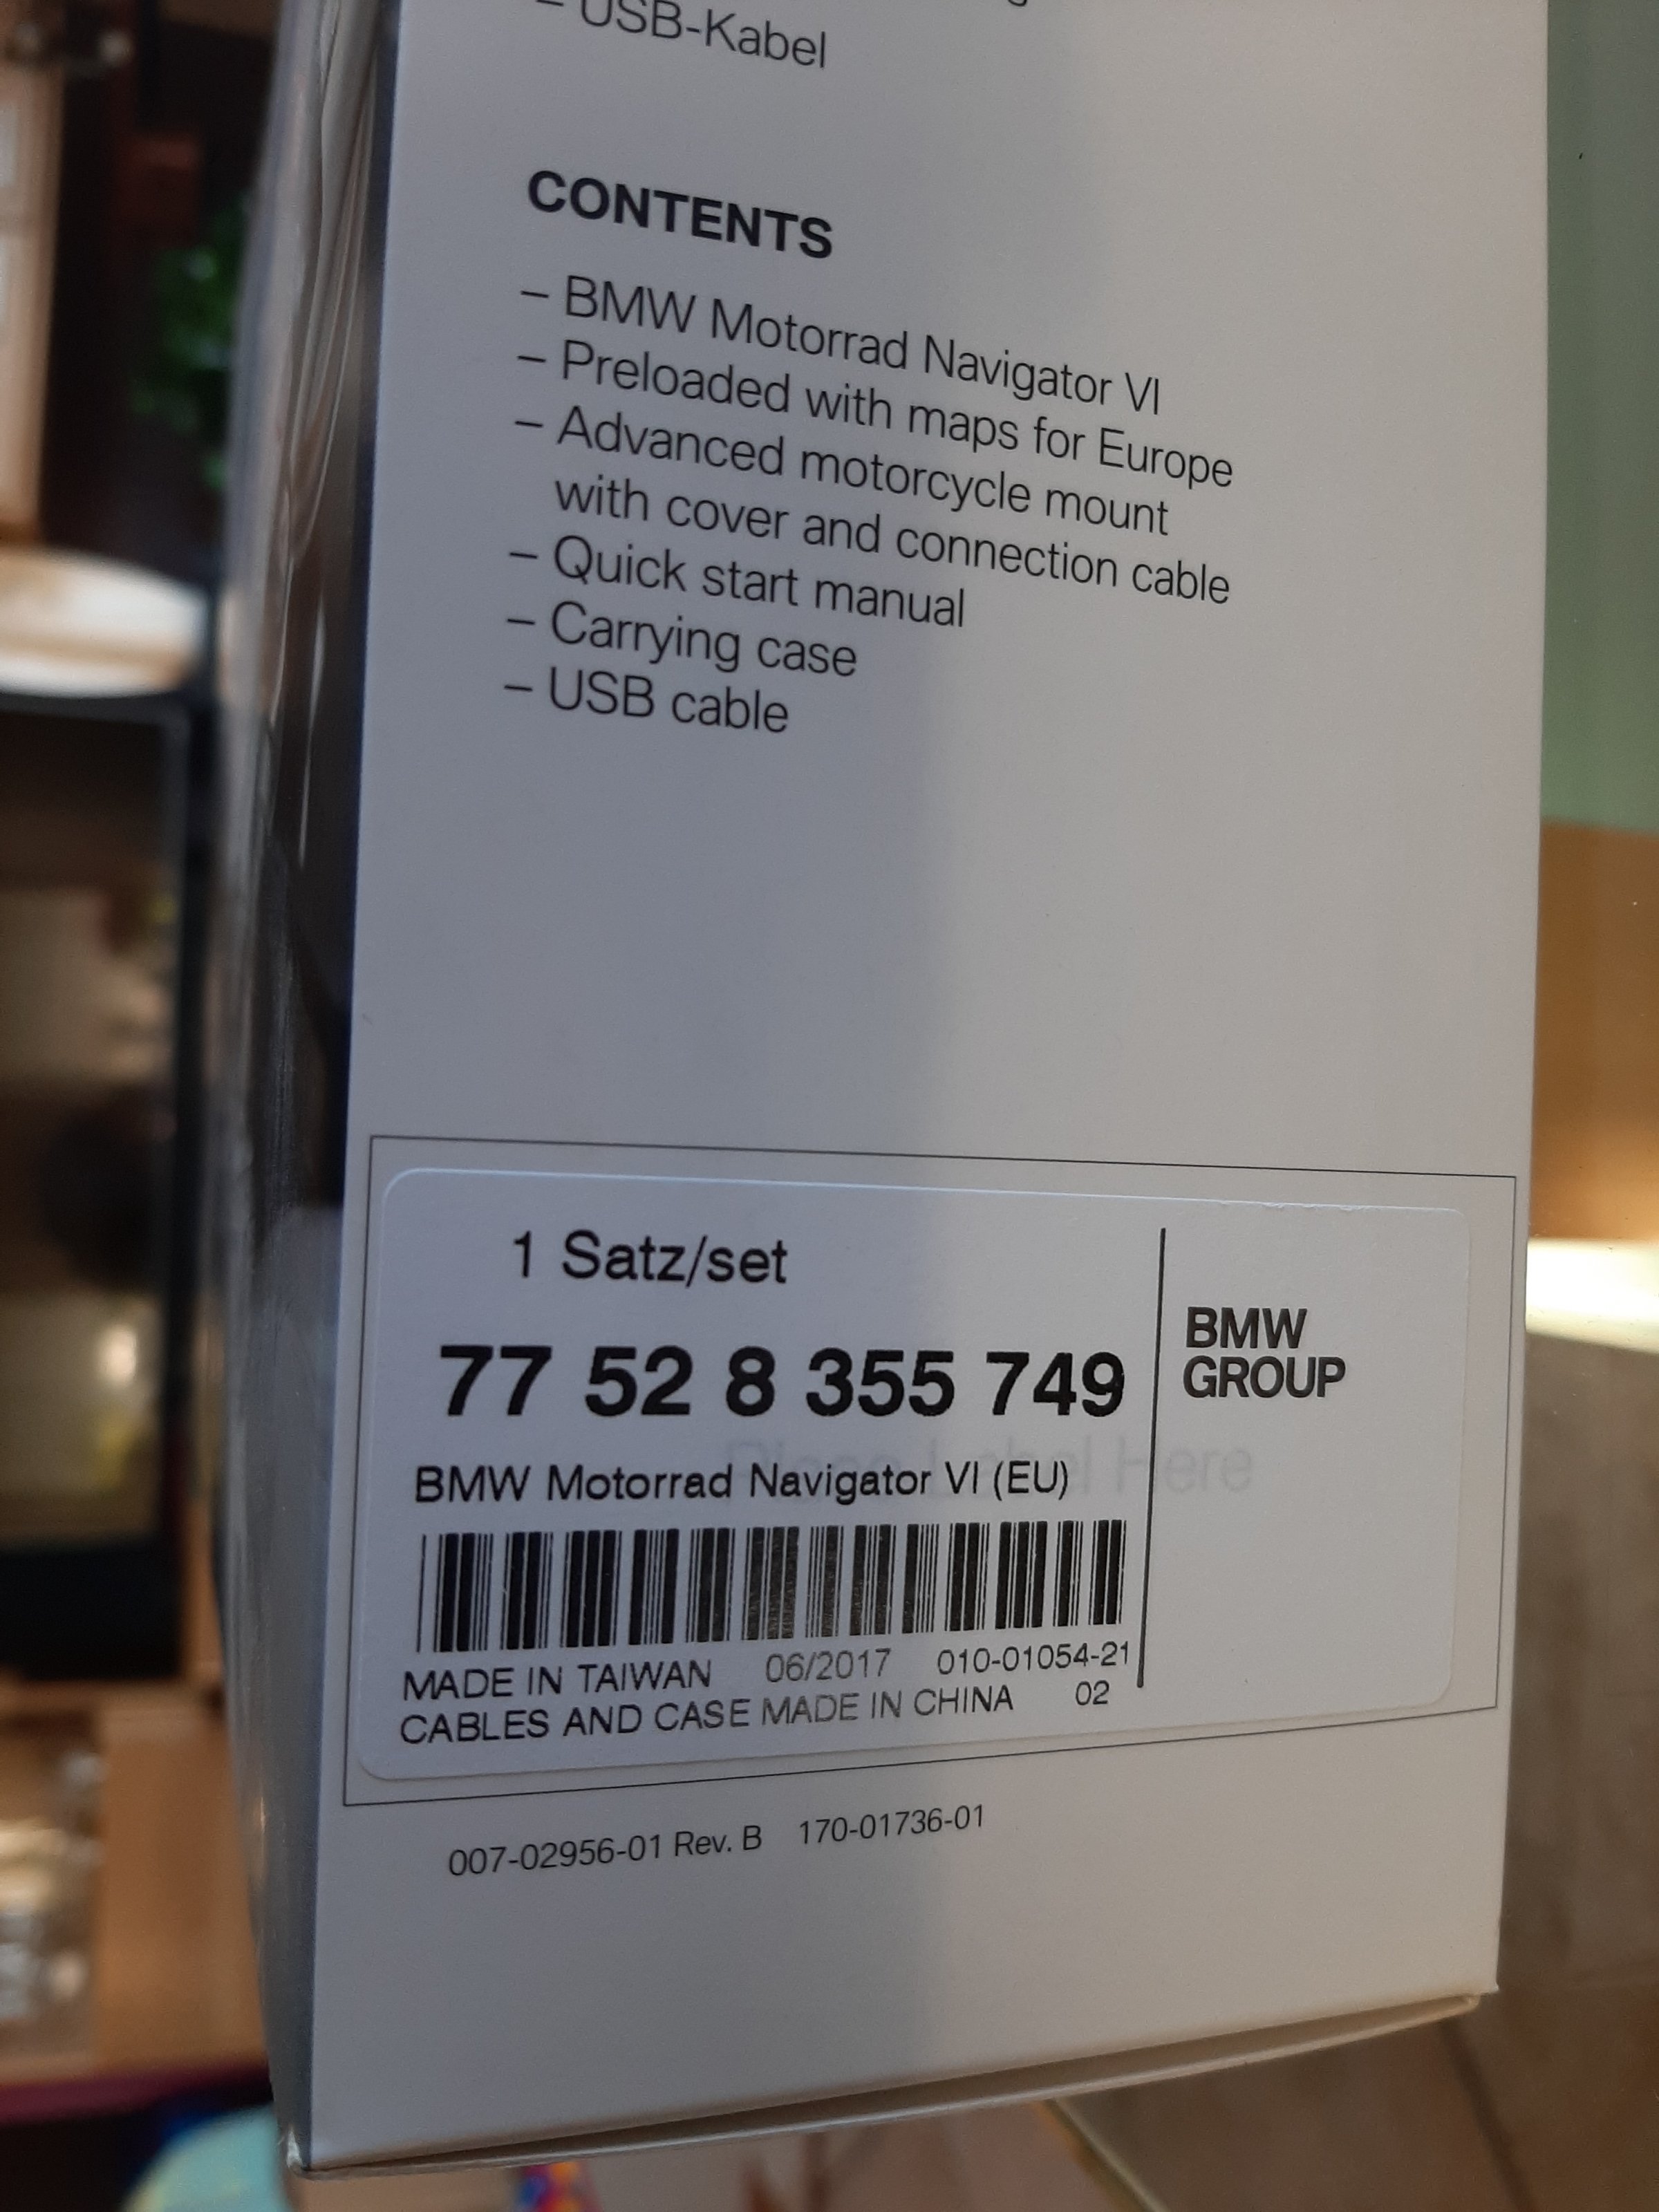 – USB-Kabel
CONTENTS
– BMW Motorrad Navigator VI
– Preloaded with maps for Europe
– Advanced motorcycle mount
with cover and connection cable
– Quick start manual
– Carrying case
– USB cable
1 Satz/set
77 52 8 355 749
BMW
GROUP
BMW Motorrad Navigator VI (EU)
MADE IN TAIWAN 06/2017 010-01054-21
CABLES AND CASE MADE IN CHINA 02
007-02956-01 Rev. B 170-01736-01